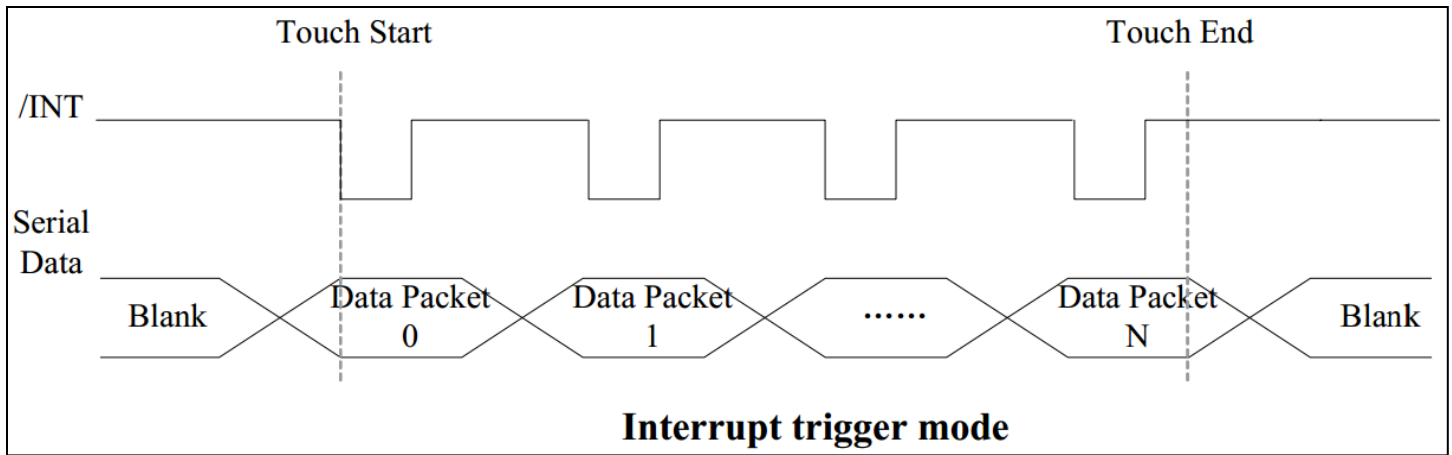 Touch Start
Touch End
/INT
Serial
Data
Blank
Data Packet
0
Data Packet
1
......
Data Packet
N
Blank
Interrupt trigger mode